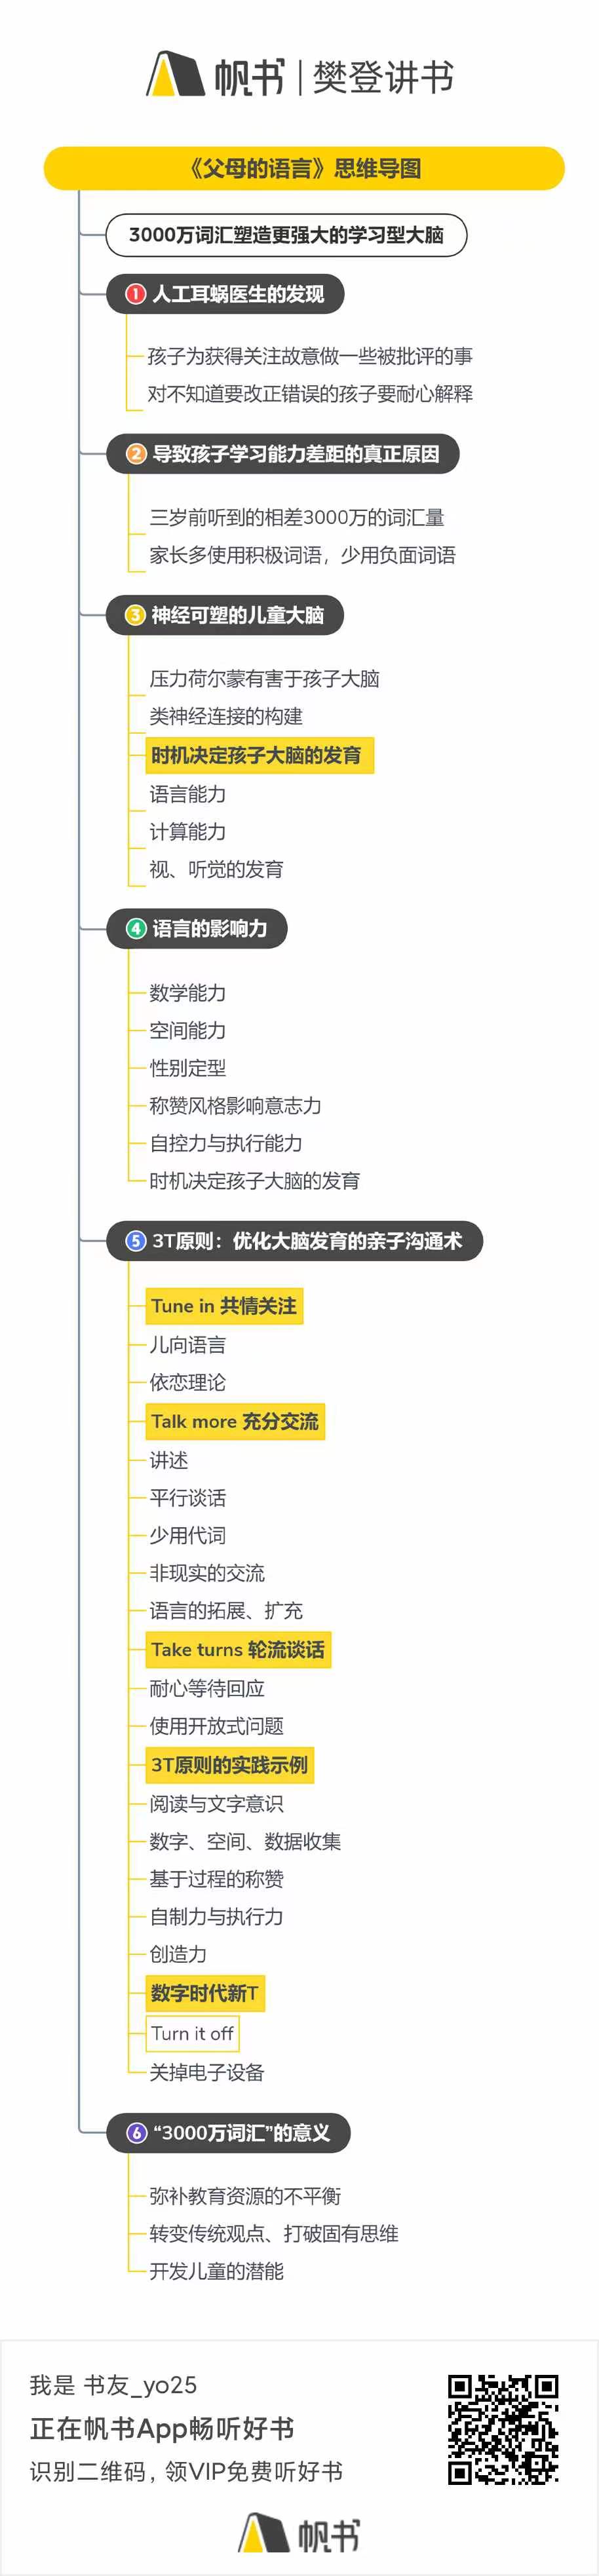 帆书 | 樊登讲书
《父母的语言》思维导图
3000万词汇塑造更强大的学习型大脑
1 人工耳蜗医生的发现
孩子为获得关注故意做一些被批评的事
对不知道要改正错误的孩子要耐心解释
2 导致孩子学习能力差距的真正原因
三岁前听到的相差3000万的词汇量
家长多使用积极词语，少用负面词语
3 神经可塑的儿童大脑
压力荷尔蒙有害于孩子大脑
类神经连接的构建
时机决定孩子大脑的发育
语言能力
计算能力
视、听觉的发育
4 语言的影响力
数学能力
空间能力
性别定型
称赞风格影响意志力
自控力与执行能力
时机决定孩子大脑的发育
5 3T原则：优化大脑发育的亲子沟通术
Tune in 共情关注
儿向语言
依恋理论
Talk more 充分交流
讲述
平行谈话
少用代词
非现实的交流
语言的拓展、扩充
Take turns 轮流谈话
耐心等待回应
使用开放式问题
3T原则的实践示例
阅读与文字意识
数字、空间、数据收集
基于过程的称赞
自制力与执行力
创造力
数字时代新T
Turn it off
关掉电子设备
6 “3000万词汇”的意义
弥补教育资源的不平衡
转变传统观点、打破固有思维
开发儿童的潜能
我是 书友_yo25
正在帆书App畅听好书
识别二维码，领VIP免费听好书
帆书